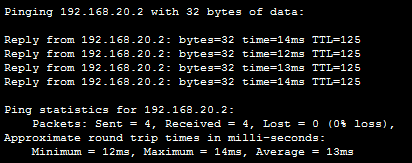 Pinging 192.168.20.2 with 32 bytes of data:
Reply from 192.168.20.2: bytes=32 time=14ms TTL=125
Reply from 192.168.20.2: bytes=32 time=12ms TTL=125
Reply from 192.168.20.2: bytes=32 time=13ms TTL=125
Reply from 192.168.20.2: bytes=32 time=14ms TTL=125
Ping statistics for 192.168.20.2:
Packets: Sent = 4, Received = 4, Lost = 0 (0% loss),
Approximate round trip times in milli-seconds:
Minimum = 12ms, Maximum = 14ms, Average = 13ms